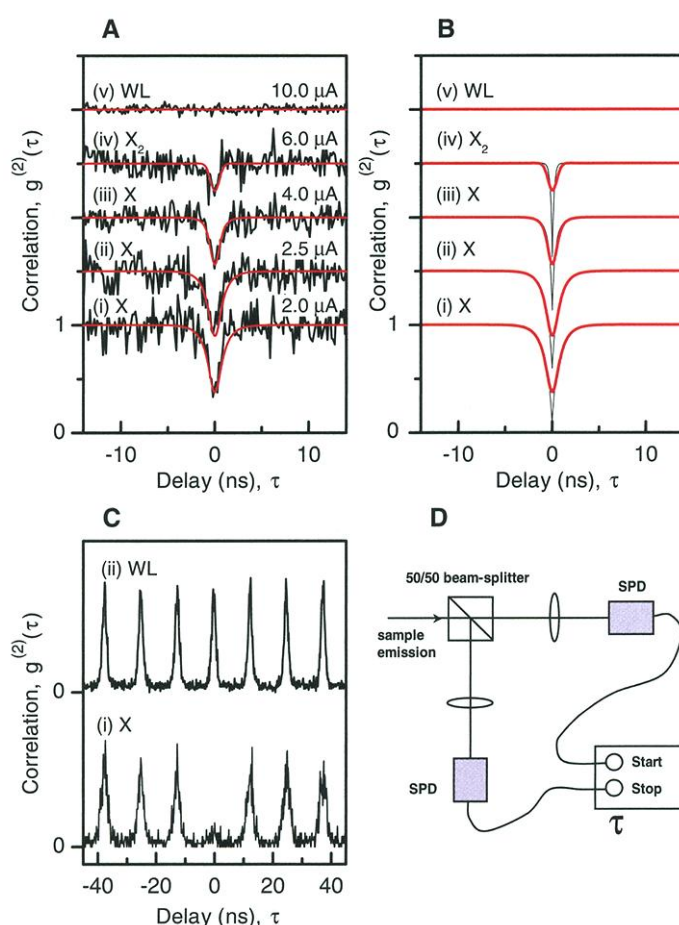 A
Correlation, g(2)(τ)
(v) WL 10.0 μA
(iv) X2 6.0 μA
(iii) X 4.0 μA
(ii) X 2.5 μA
(i) X 2.0 μA
1
0
-10 0 10
Delay (ns), τ
B
Correlation, g(2)(τ)
(v) WL
(iv) X2
(iii) X
(ii) X
(i) X
1
0
-10 0 10
Delay (ns), τ
C
Correlation, g(2)(τ)
(ii) WL
0
(i) X
0
-40 -20 0 20 40
Delay (ns), τ
D
50/50 beam-splitter
SPD
sample
emission
SPD
Start
Stop
τ